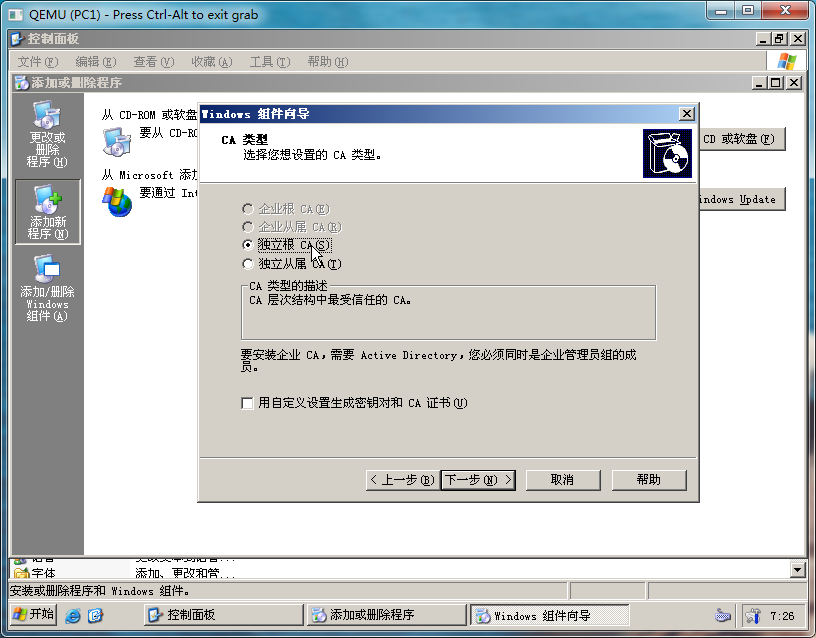 QEMU (PC1) - Press Ctrl-Alt to exit grab
控制面板
文件(F) 编辑(E) 查看(V) 收藏(A) 工具(T) 帮助(H)
添加或删除程序
更改或
删除
程序(H)
添加新
程序(N)
添加/删除
Windows
组件(A)
从 CD-ROM 或软盘
要从 CD-RO
CD 或软盘(F)
从 Microsoft 添加
要通过 Int
indows Update
Windows 组件向导
CA 类型
选择您想设置的 CA 类型。
企业根 CA(E)
企业从属 CA(R)
独立根 CA(S)
独立从属 CA(T)
CA 类型的描述
CA 层次结构中最受信任的 CA。
要安装企业 CA,需要 Active Directory,您必须同时是企业管理员组的成
员。
用自定义设置生成密钥对和 CA 证书(U)
< 上一步(B) 下一步(N) > 取消 帮助
字体 添加、更改和管...
安装或删除程序和 Windows 组件。
开始 控制面板 添加或删除程序 Windows 组件向导 7:26